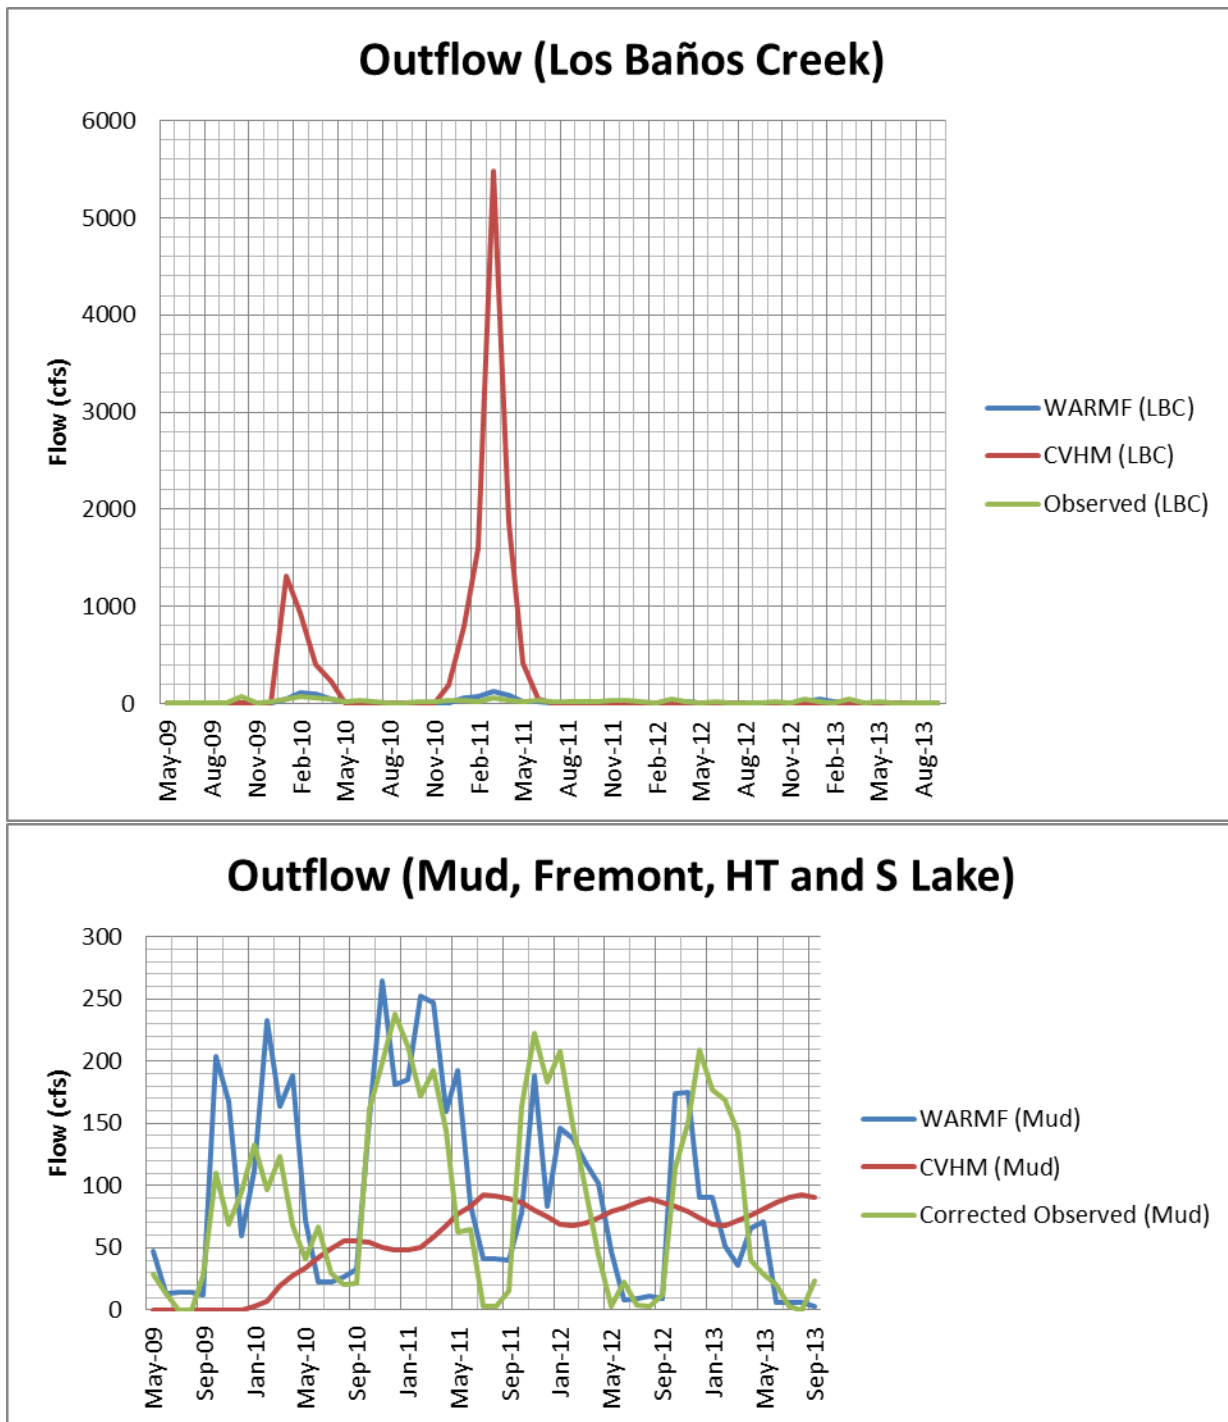 Outflow (Los Baños Creek)
6000
5000
4000
3000
2000
1000
0
Flow (cfs)
May-09
Aug-09
Nov-09
Feb-10
May-10
Aug-10
Nov-10
Feb-11
May-11
Aug-11
Nov-11
Feb-12
May-12
Aug-12
Nov-12
Feb-13
May-13
Aug-13
WARMF (LBC)
CVHM (LBC)
Observed (LBC)
Outflow (Mud, Fremont, HT and S Lake)
300
250
200
150
100
50
0
Flow (cfs)
May-09
Sep-09
Jan-10
May-10
Sep-10
Jan-11
May-11
Sep-11
Jan-12
May-12
Sep-12
Jan-13
May-13
Sep-13
WARMF (Mud)
CVHM (Mud)
Corrected Observed (Mud)